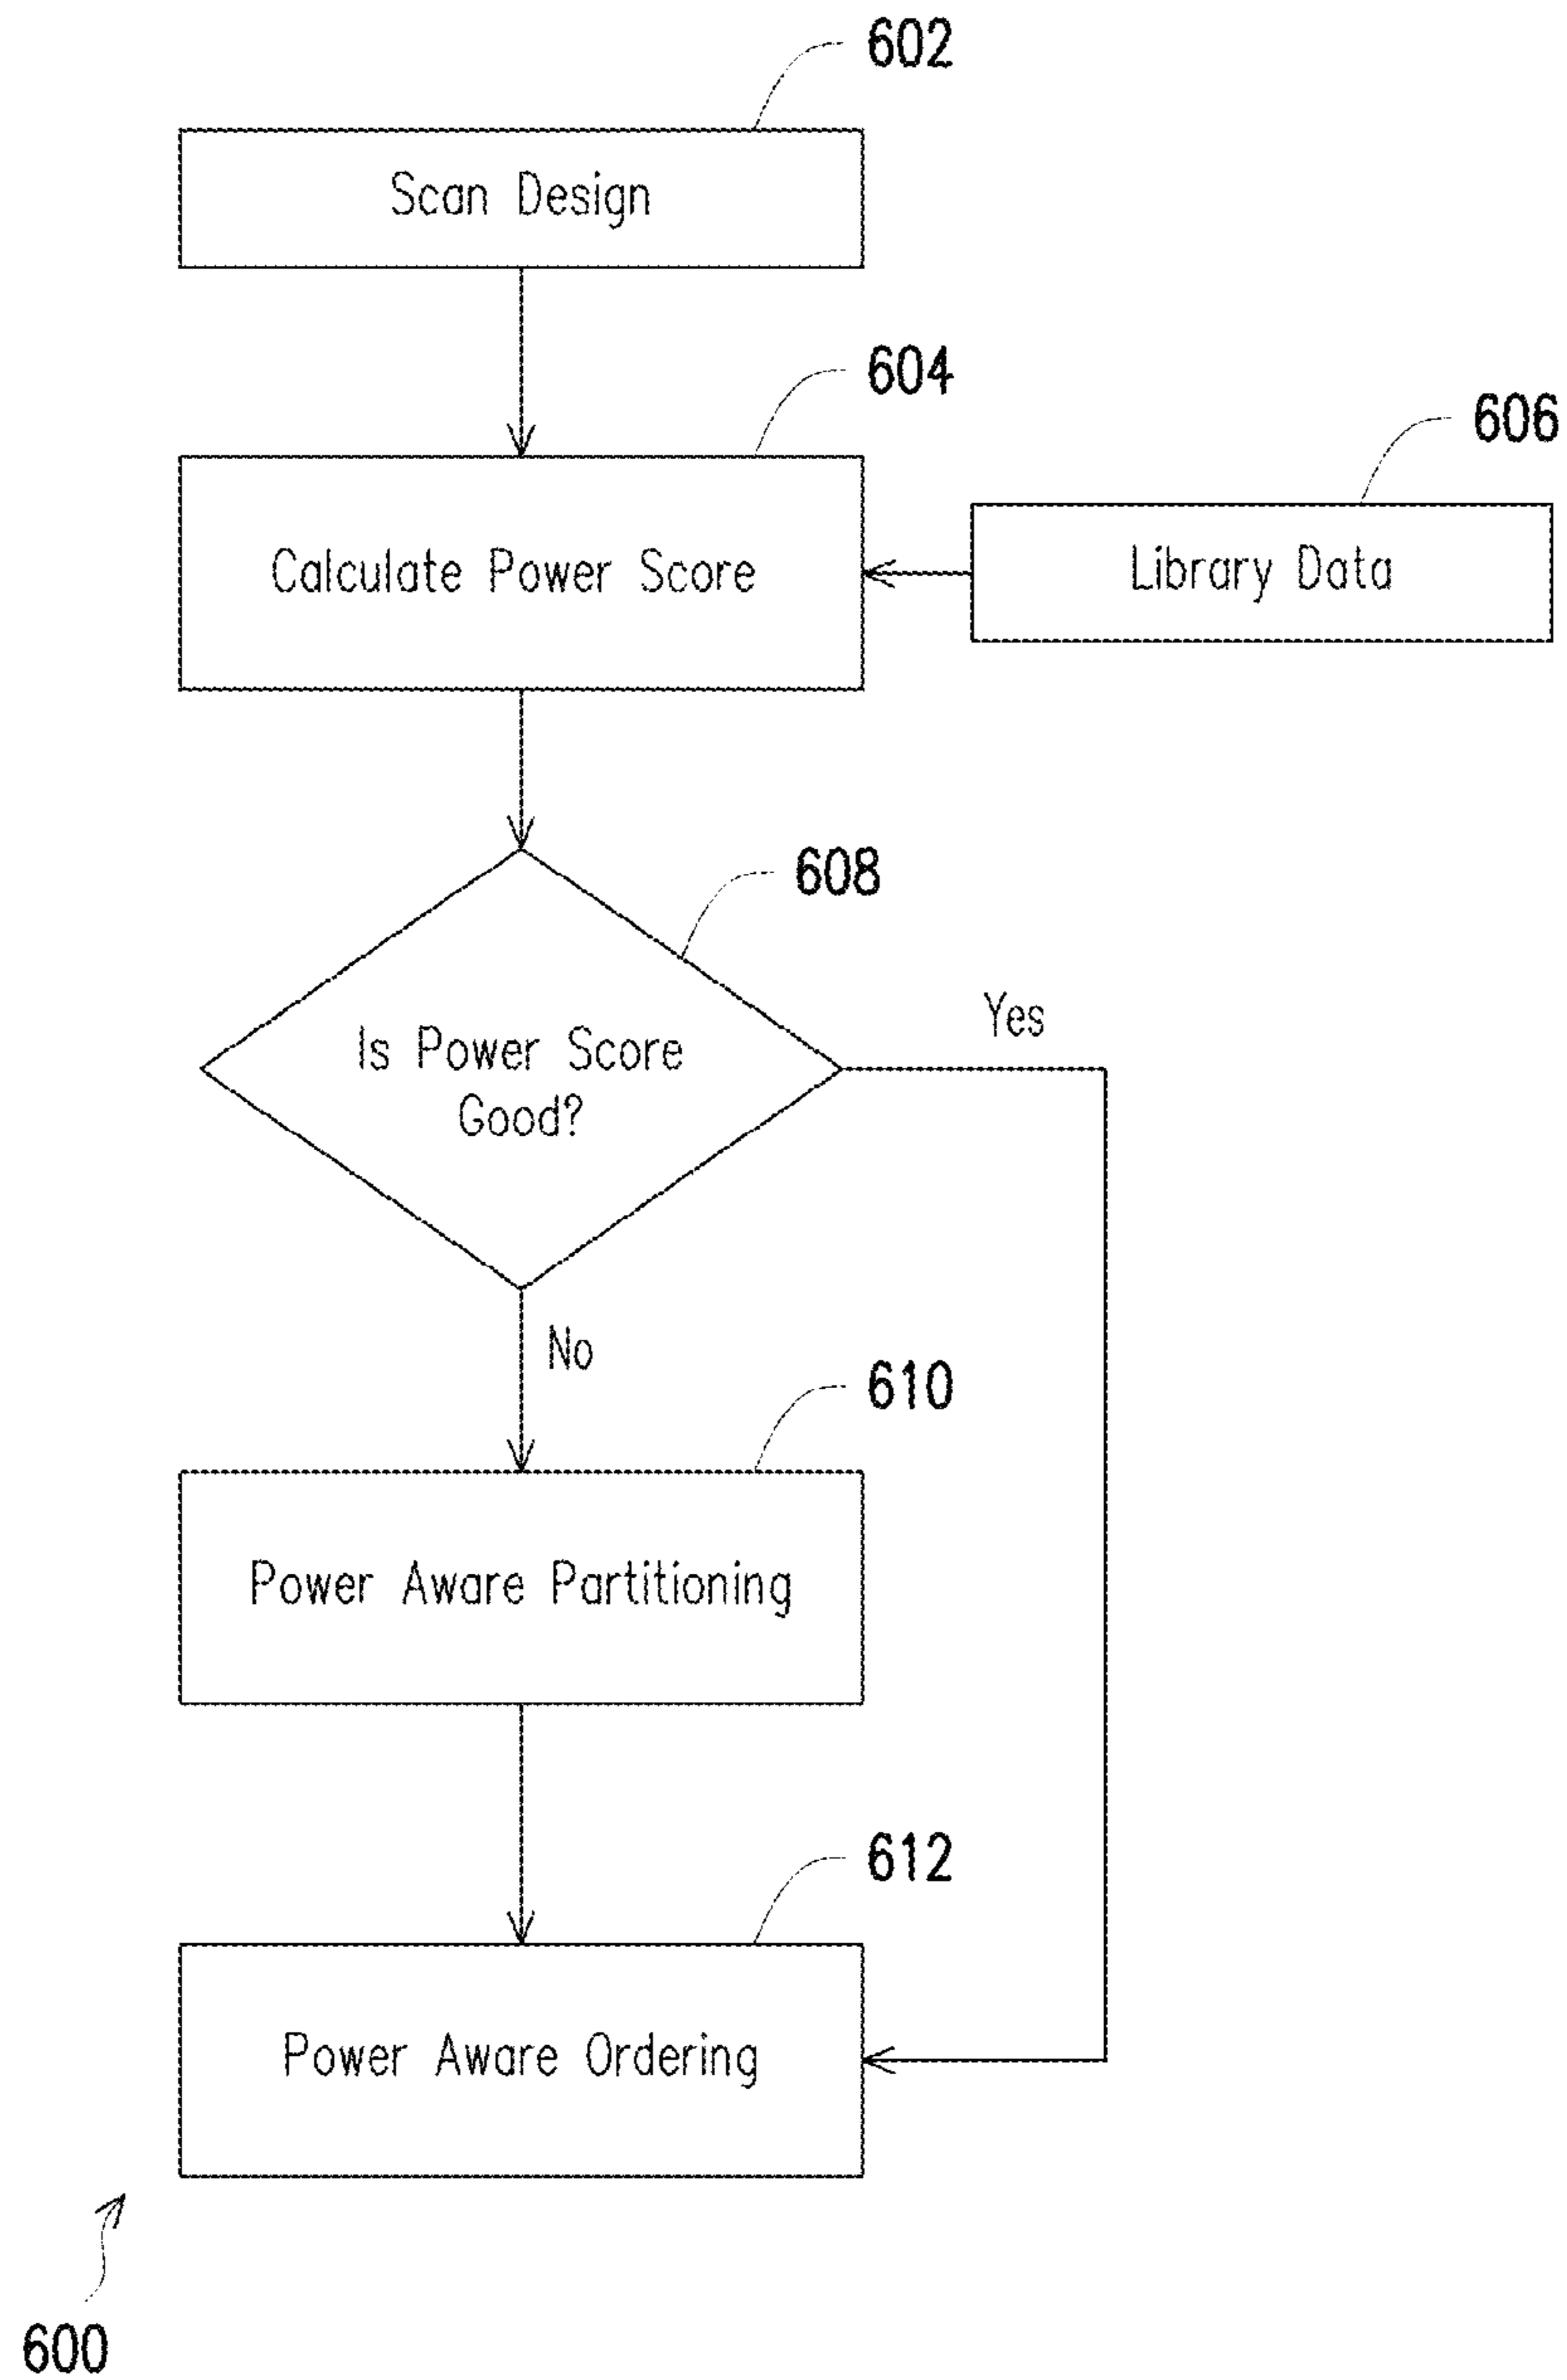 602
Scan Design
604
606
Calculate Power Score
Library Data
608
Yes
Is Power Score
Good?
No
610
Power Aware Partitioning
612
Power Aware Ordering
600